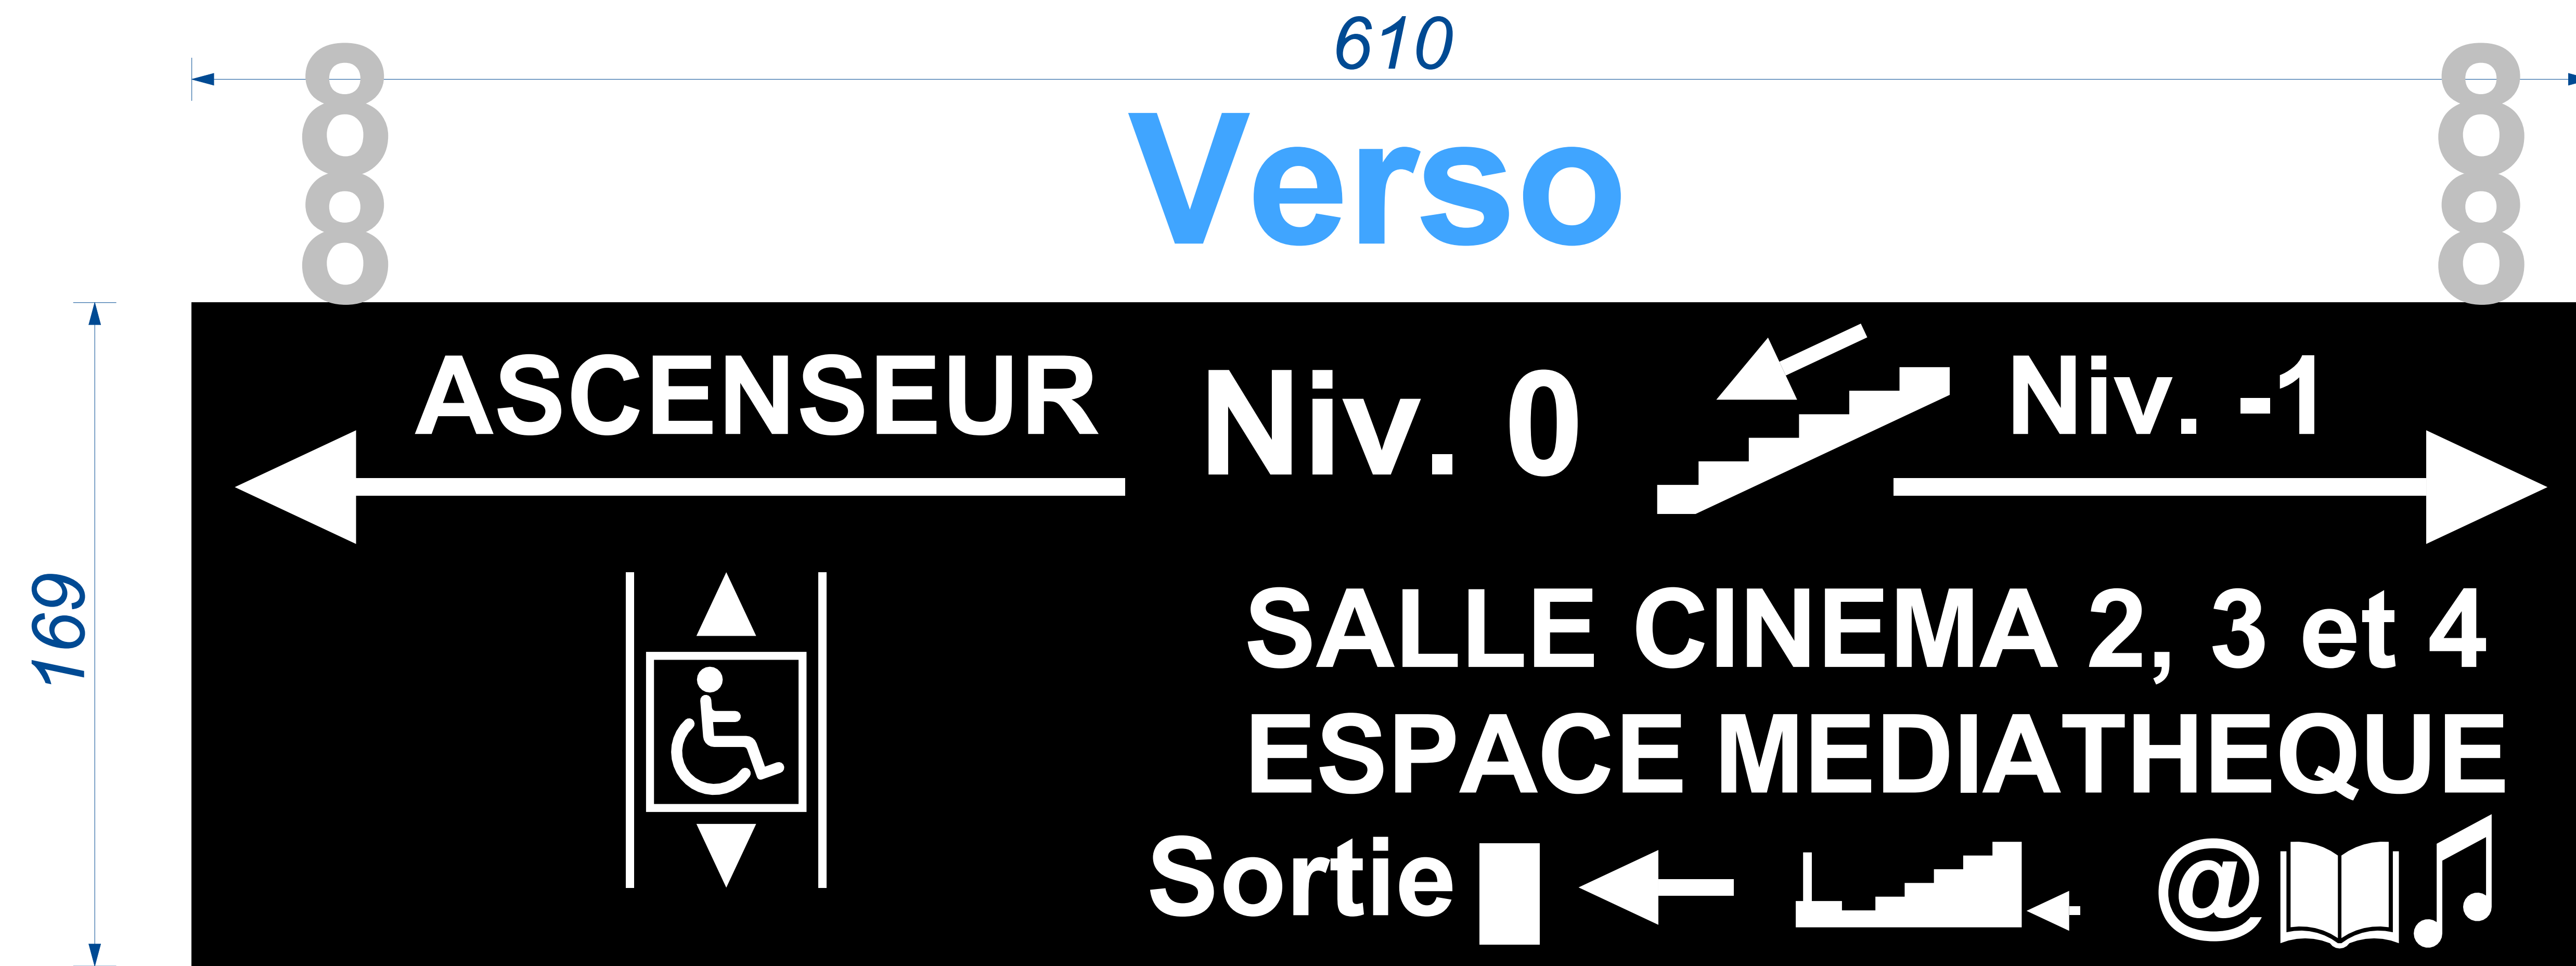 610
Verso
169
ASCENSEUR
Niv. 0
Niv. -1
SALLE CINEMA 2, 3 et 4
ESPACE MEDIATHEQUE
Sortie
@